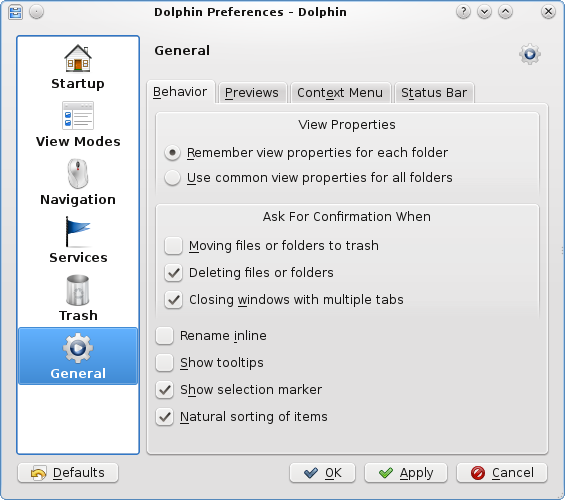 Dolphin Preferences – Dolphin
Startup
View Modes
Navigation
Services
Trash
General
General
Behavior
Previews
Context Menu
Status Bar
View Properties
Remember view properties for each folder
Use common view properties for all folders
Ask For Confirmation When
Moving files or folders to trash
Deleting files or folders
Closing windows with multiple tabs
Rename inline
Show tooltips
Show selection marker
Natural sorting of items
Defaults
OK
Apply
Cancel